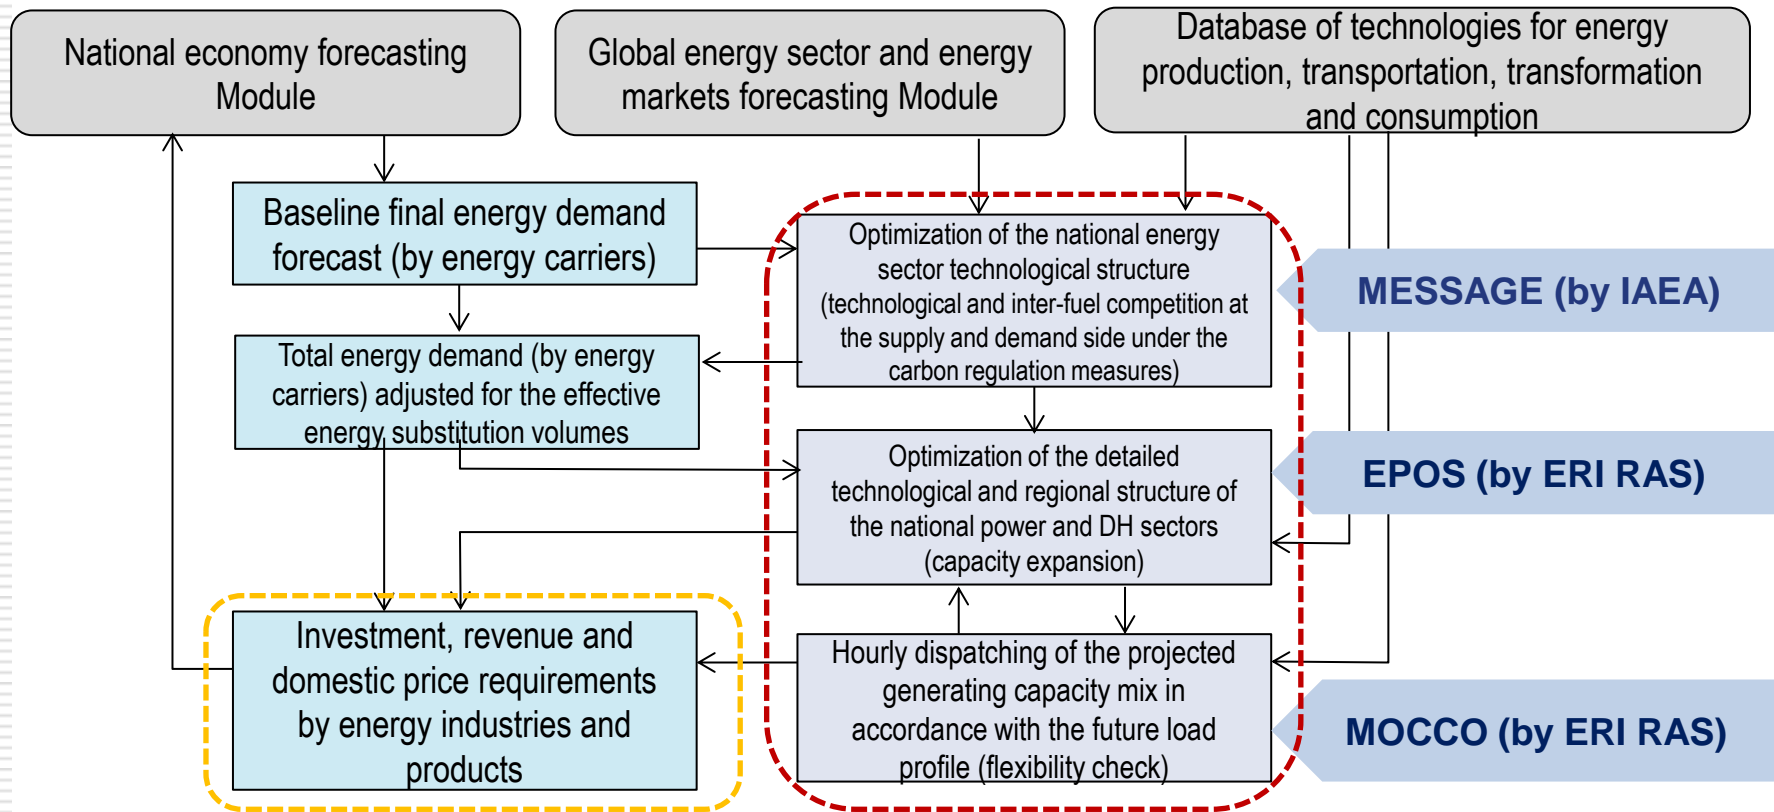 National economy forecasting
Module
Global energy sector and energy
markets forecasting Module
Database of technologies for energy
production, transportation, transformation
and consumption
Baseline final energy demand
forecast (by energy carriers)
Optimization of the national energy
sector technological structure
(technological and inter-fuel competition at
the supply and demand side under the
carbon regulation measures)
MESSAGE (by IAEA)
Total energy demand (by energy
carriers) adjusted for the effective
energy substitution volumes
Optimization of the detailed
technological and regional structure of
the national power and DH sectors
(capacity expansion)
EPOS (by ERI RAS)
Investment, revenue and
domestic price requirements
by energy industries and
products
Hourly dispatching of the projected
generating capacity mix in
accordance with the future load
profile (flexibility check)
MOCCO (by ERI RAS)